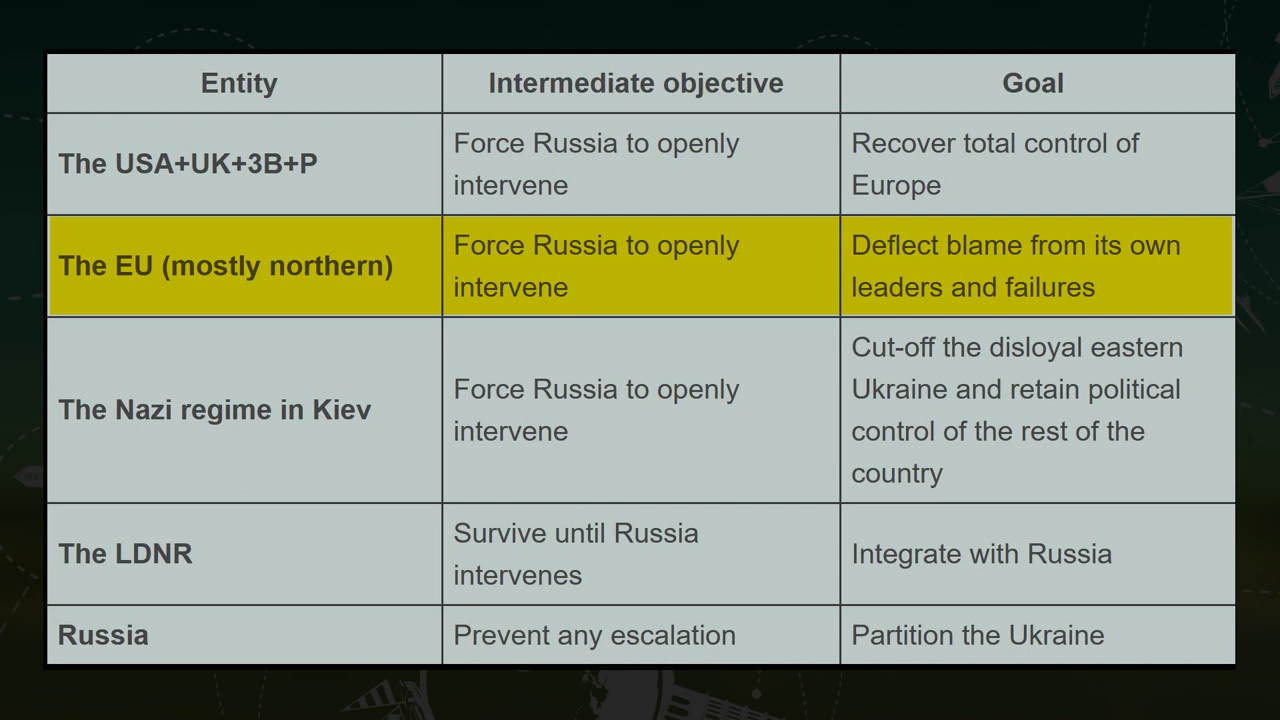 Entity
Intermediate objective
Goal
The USA+UK+3B+P
Force Russia to openly
intervene
Recover total control of
Europe
The EU (mostly northern)
Force Russia to openly
intervene
Deflect blame from its own
leaders and failures
The Nazi regime in Kiev
Force Russia to openly
intervene
Cut-off the disloyal eastern
Ukraine and retain political
control of the rest of the
country
The LDNR
Survive until Russia
intervenes
Integrate with Russia
Russia
Prevent any escalation
Partition the Ukraine